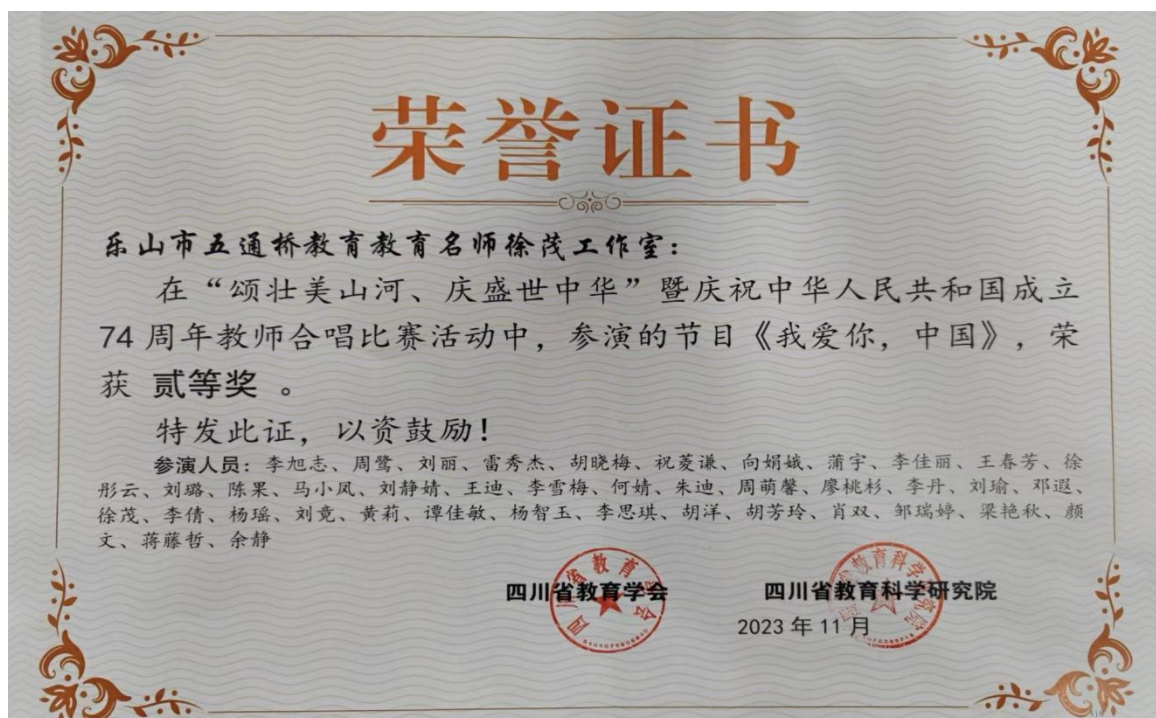 荣誉证书
乐山市五通桥教育教育名师徐茂工作室：
在“颂壮美山河、庆盛世中华”暨庆祝中华人民共和国成立
74 周年教师合唱比赛活动中，参演的节目《我爱你，中国》，荣
获 贰等奖 。
特发此证，以资鼓励！
参演人员：李旭志、周鹭、刘丽、雷秀杰、胡晓梅、祝菱谦、向娟娥、蒲宇、李佳丽、王春芳、徐
彤云、刘璐、陈果、马小凤、刘静婧、王迪、李雪梅、何婧、朱迪、周萌馨、廖桃杉、李丹、刘瑜、邓遐、
徐茂、李倩、杨瑶、刘竞、黄莉、谭佳敏、杨智玉、李思琪、胡洋、胡芳玲、肖双、邹瑞婷、梁艳秋、颜
文、蒋藤哲、余静
四川省教育学会
四川省教育科学研究院
2023 年 11 月
四川省教育学会